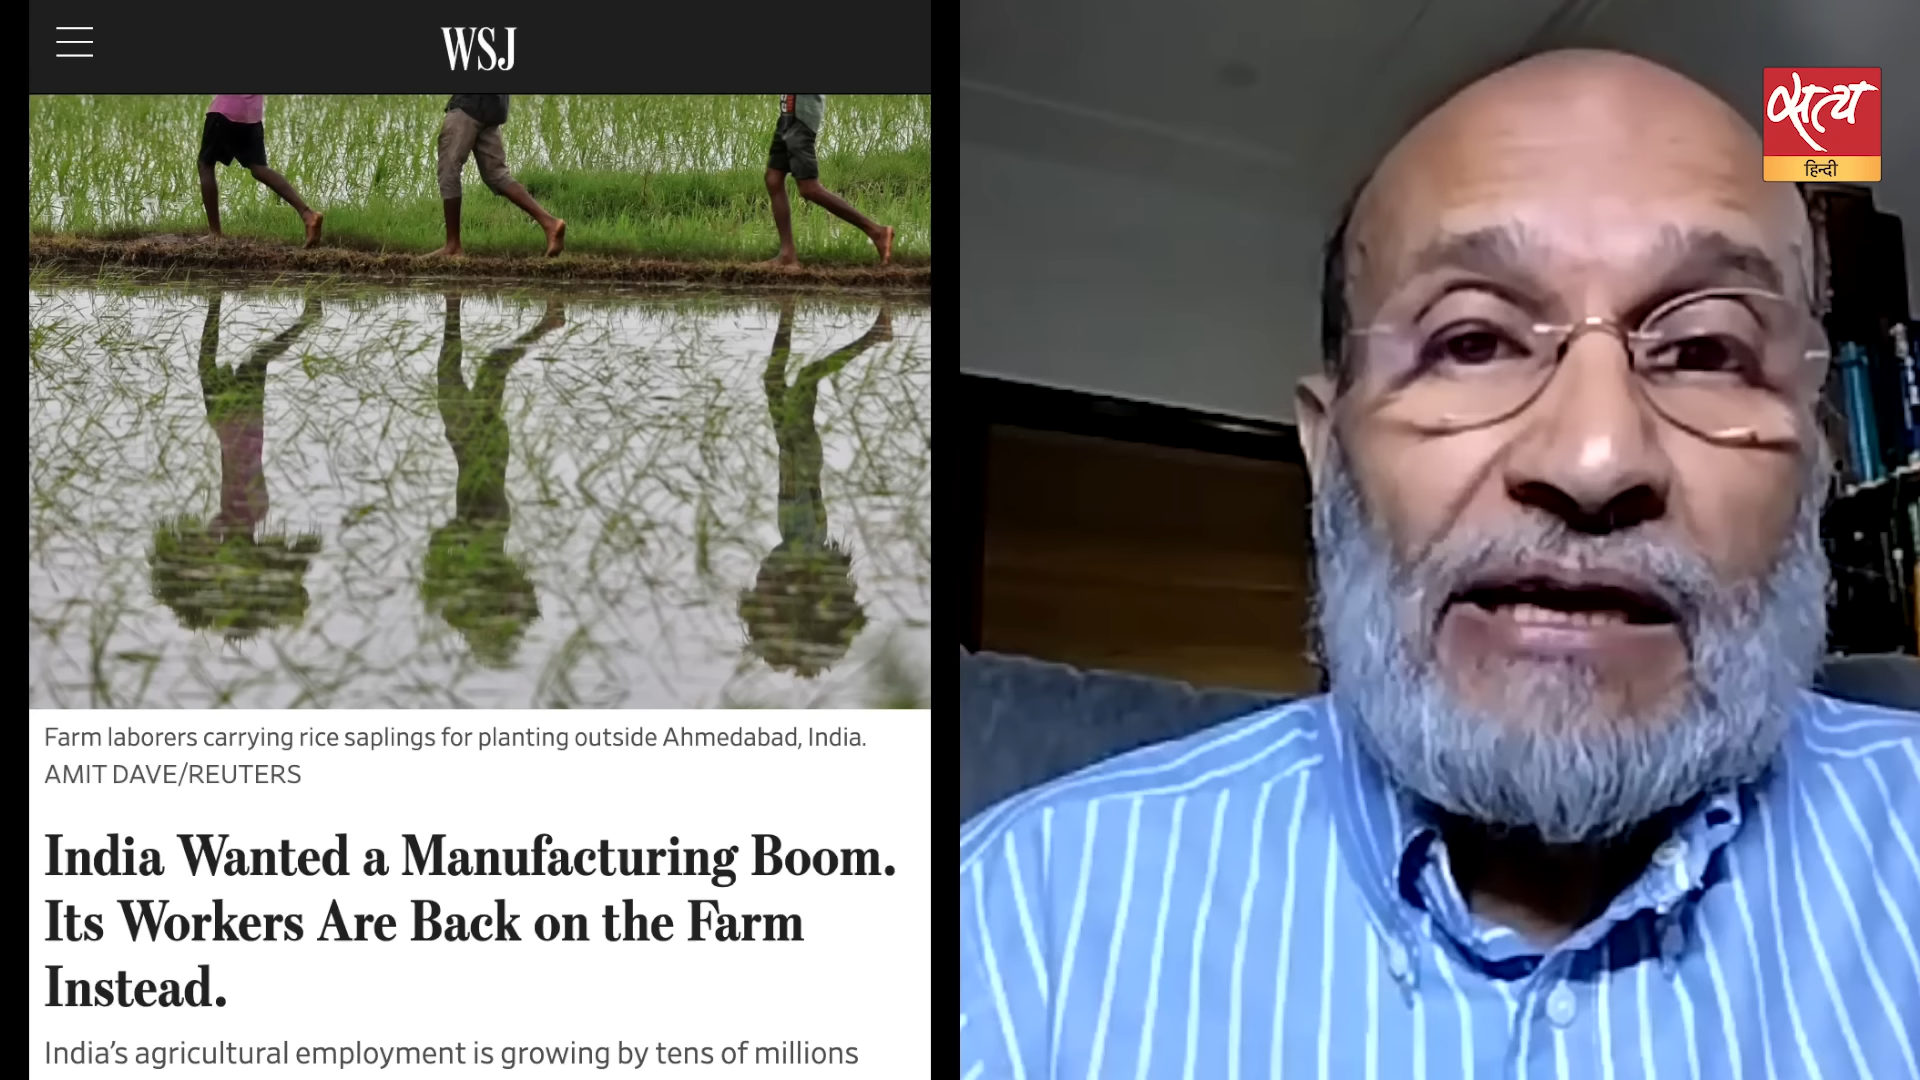 WSJ
Farm laborers carrying rice saplings for planting outside Ahmedabad, India.
AMIT DAVE/REUTERS
India Wanted a Manufacturing Boom.
Its Workers Are Back on the Farm
Instead.
India’s agricultural employment is growing by tens of millions
सत्य
हिन्दी